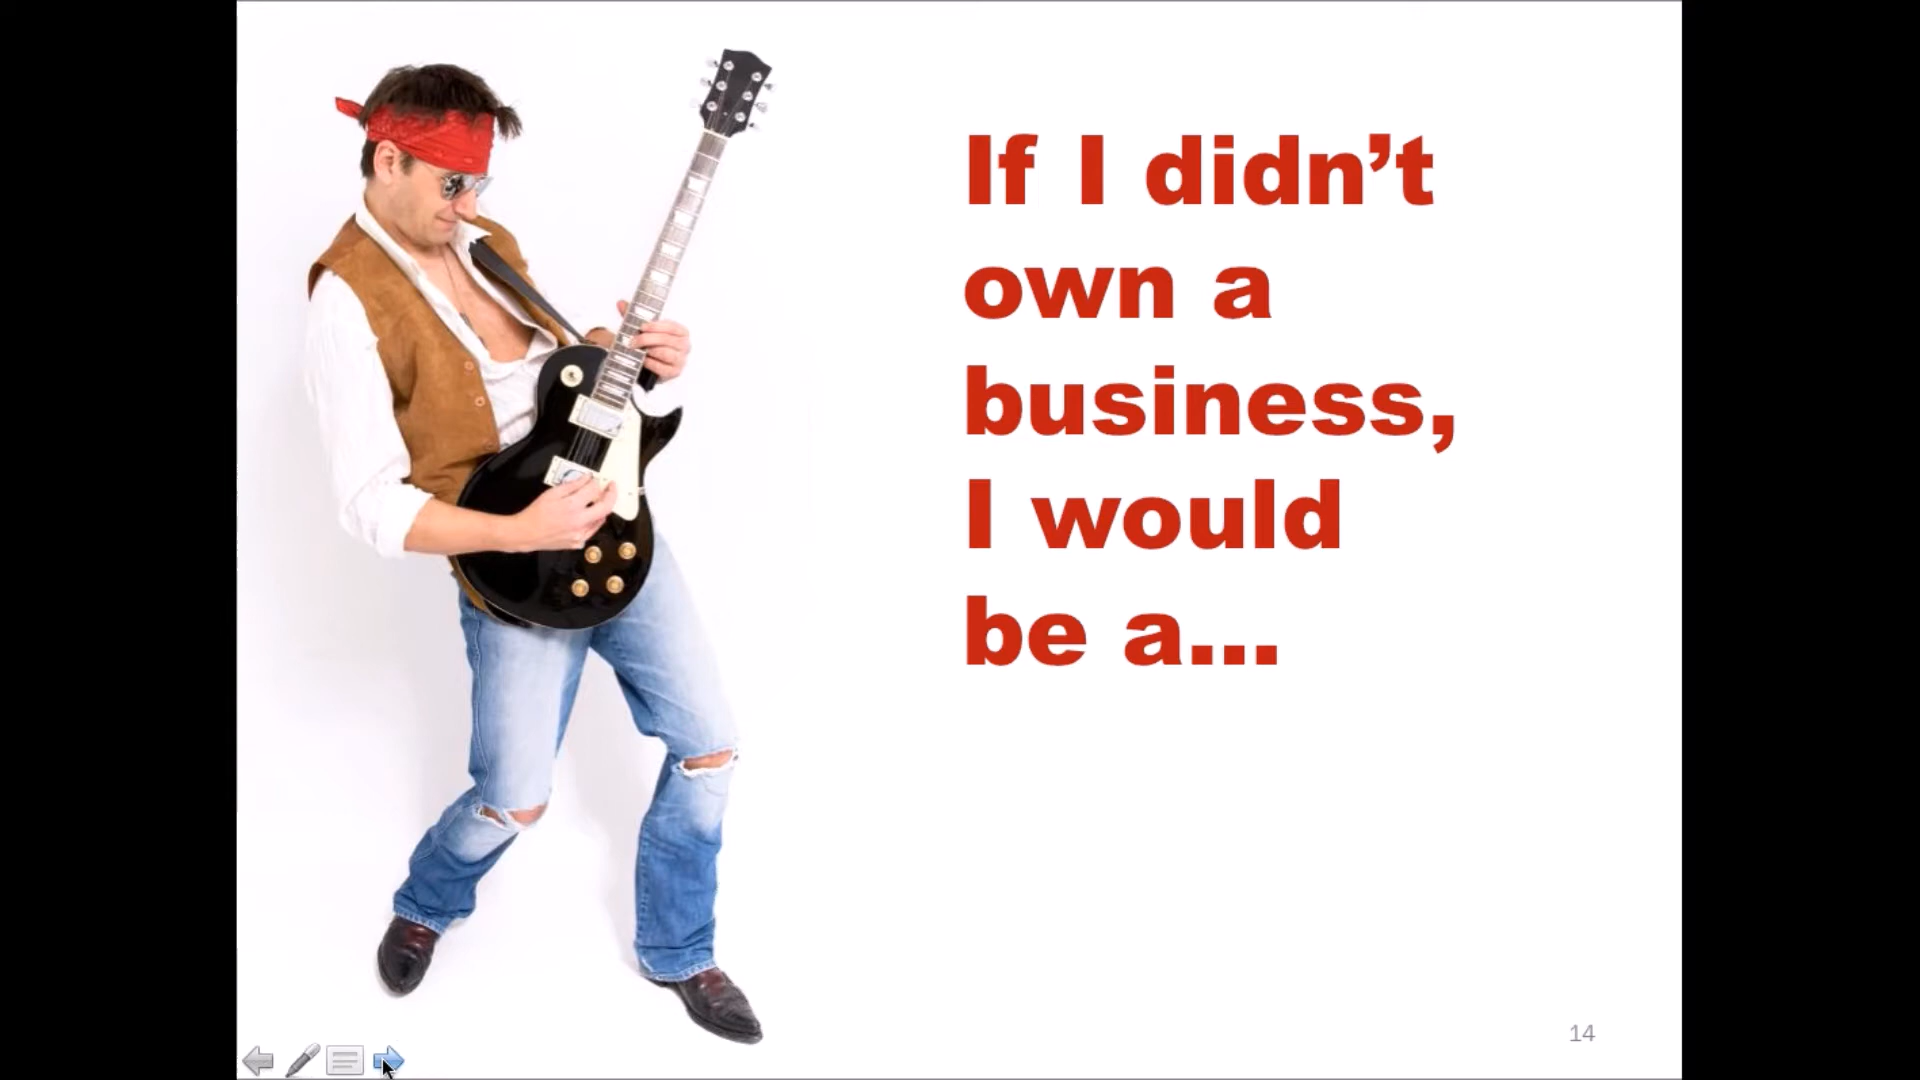 If I didn’t
own a
business,
I would
be a...
14